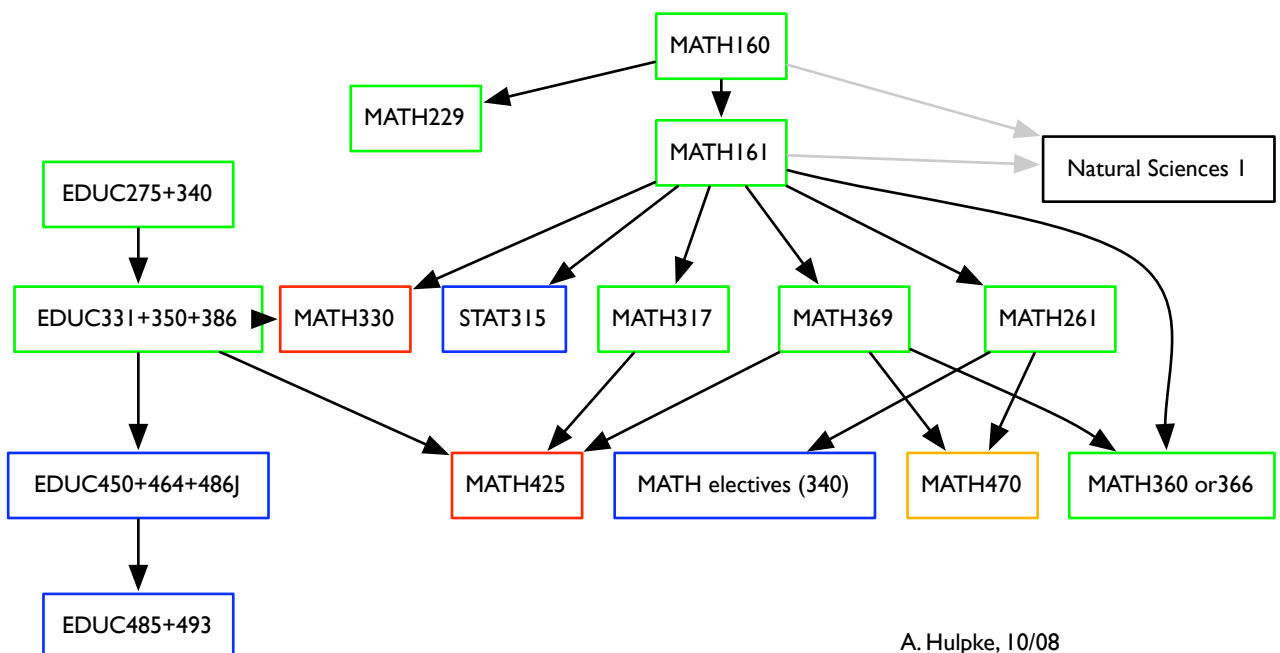 MATH160
MATH229
MATH161
Natural Sciences 1
EDUC275+340
EDUC331+350+386
MATH330
STAT315
MATH317
MATH369
MATH261
EDUC450+464+486J
MATH425
MATH electives (340)
MATH470
MATH360 or366
EDUC485+493
A. Hulpke, 10/08